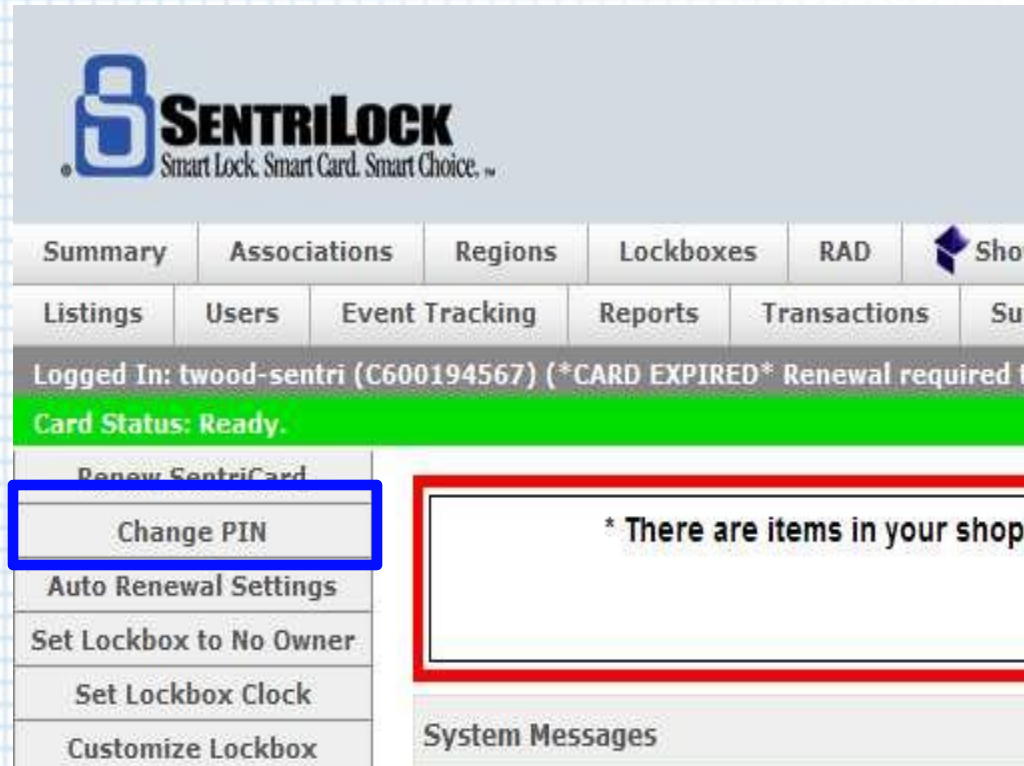 SENTRILOCK
® Smart Lock. Smart Card. Smart Choice. ™
Summary Associations Regions Lockboxes RAD
Listings Users Event Tracking Reports Transactions
Logged In: twood-sentri (C600194567) (*CARD EXPIRED* Renewal required
Card Status: Ready.
Renew SentriCard
Change PIN
* There are items in your shop
Auto Renewal Settings
Set Lockbox to No Owner
Set Lockbox Clock
Customize Lockbox
System Messages